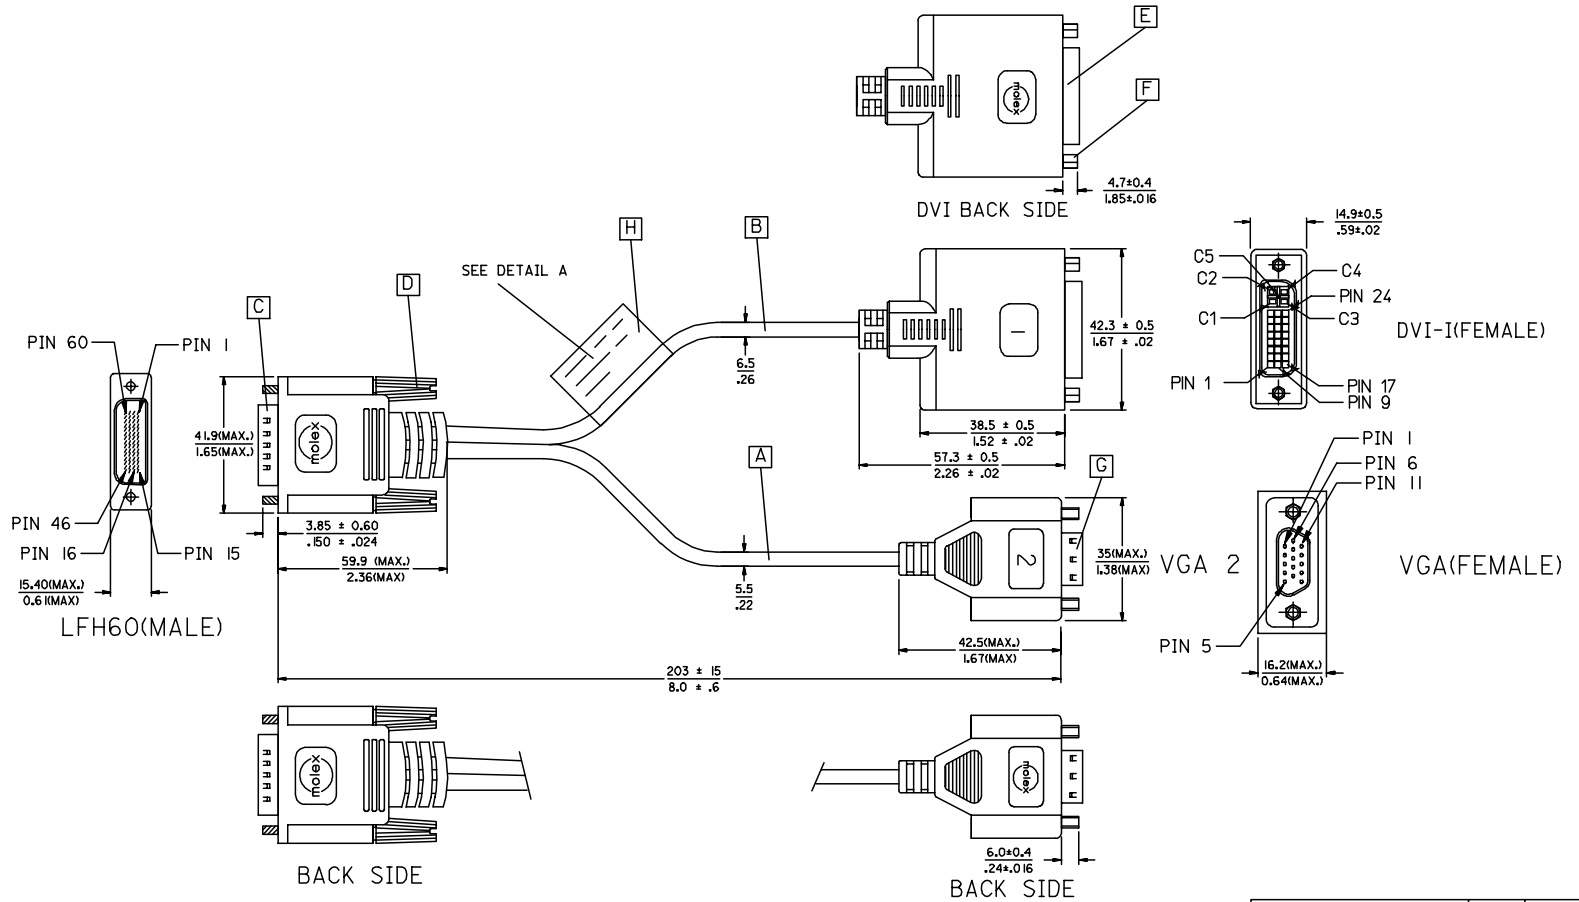 E
molex
F
4.7±0.4
1.85±.016
DVI BACK SIDE
14.9±0.5
.59±.02
H
B
SEE DETAIL A
C5
C4
C2
D
PIN 24
C
1
C1
C3
42.3 ± 0.5
1.67 ± .02
DVI-I(FEMALE)
PIN 60
PIN 1
6.5
.26
PIN 1
PIN 17
PIN 9
41.9(MAX.)
1.65(MAX.)
molex
38.5 ± 0.5
1.52 ± .02
PIN 1
57.3 ± 0.5
2.26 ± .02
A
G
PIN 6
PIN 11
PIN 46
3.85 ± 0.60
.150 ± .024
PIN 16
PIN 15
2
35(MAX.)
1.38(MAX)
VGA 2
VGA(FEMALE)
59.9 (MAX.)
2.36(MAX)
15.40(MAX.)
0.61(MAX)
5.5
.22
LFH60(MALE)
42.5(MAX.)
1.67(MAX)
PIN 5
203 ± 15
8.0 ± .6
16.2(MAX.)
0.64(MAX.)
molex
molex
6.0±0.4
.24±.016
BACK SIDE
BACK SIDE